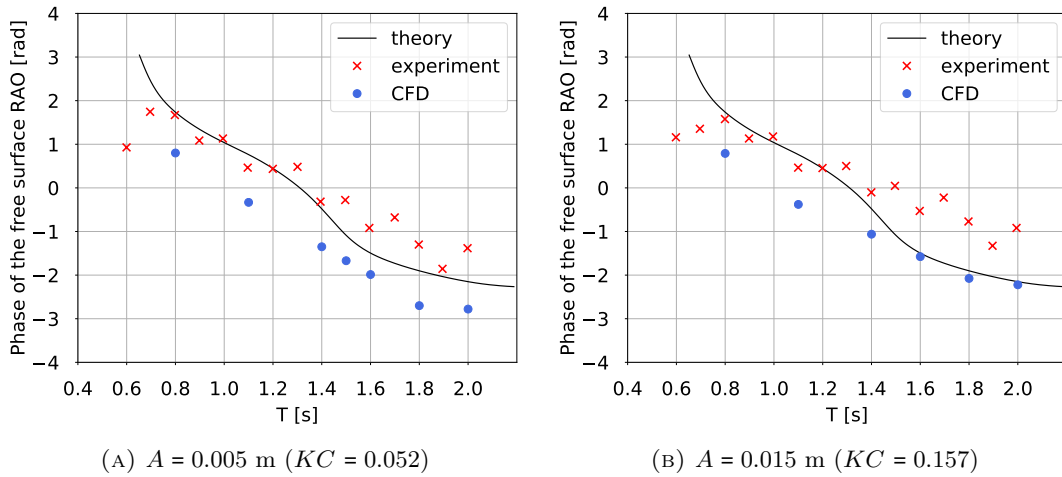 Phase of the free surface RAO [rad]
4
3
2
1
0
−1
−2
−3
−4
0.4 0.6 0.8 1.0 1.2 1.4 1.6 1.8 2.0
T [s]
theory
experiment
CFD
(A) A = 0.005 m (KC = 0.052)
Phase of the free surface RAO [rad]
4
3
2
1
0
−1
−2
−3
−4
0.4 0.6 0.8 1.0 1.2 1.4 1.6 1.8 2.0
T [s]
theory
experiment
CFD
(B) A = 0.015 m (KC = 0.157)